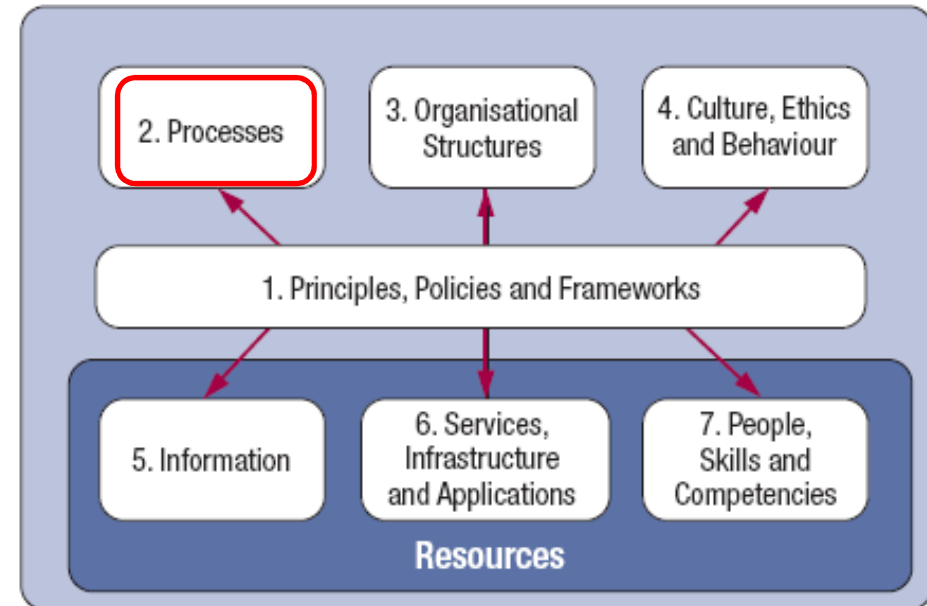 2. Processes
3. Organisational
Structures
4. Culture, Ethics
and Behaviour
1. Principles, Policies and Frameworks
5. Information
6. Services,
Infrastructure
and Applications
7. People,
Skills and
Competencies
Resources